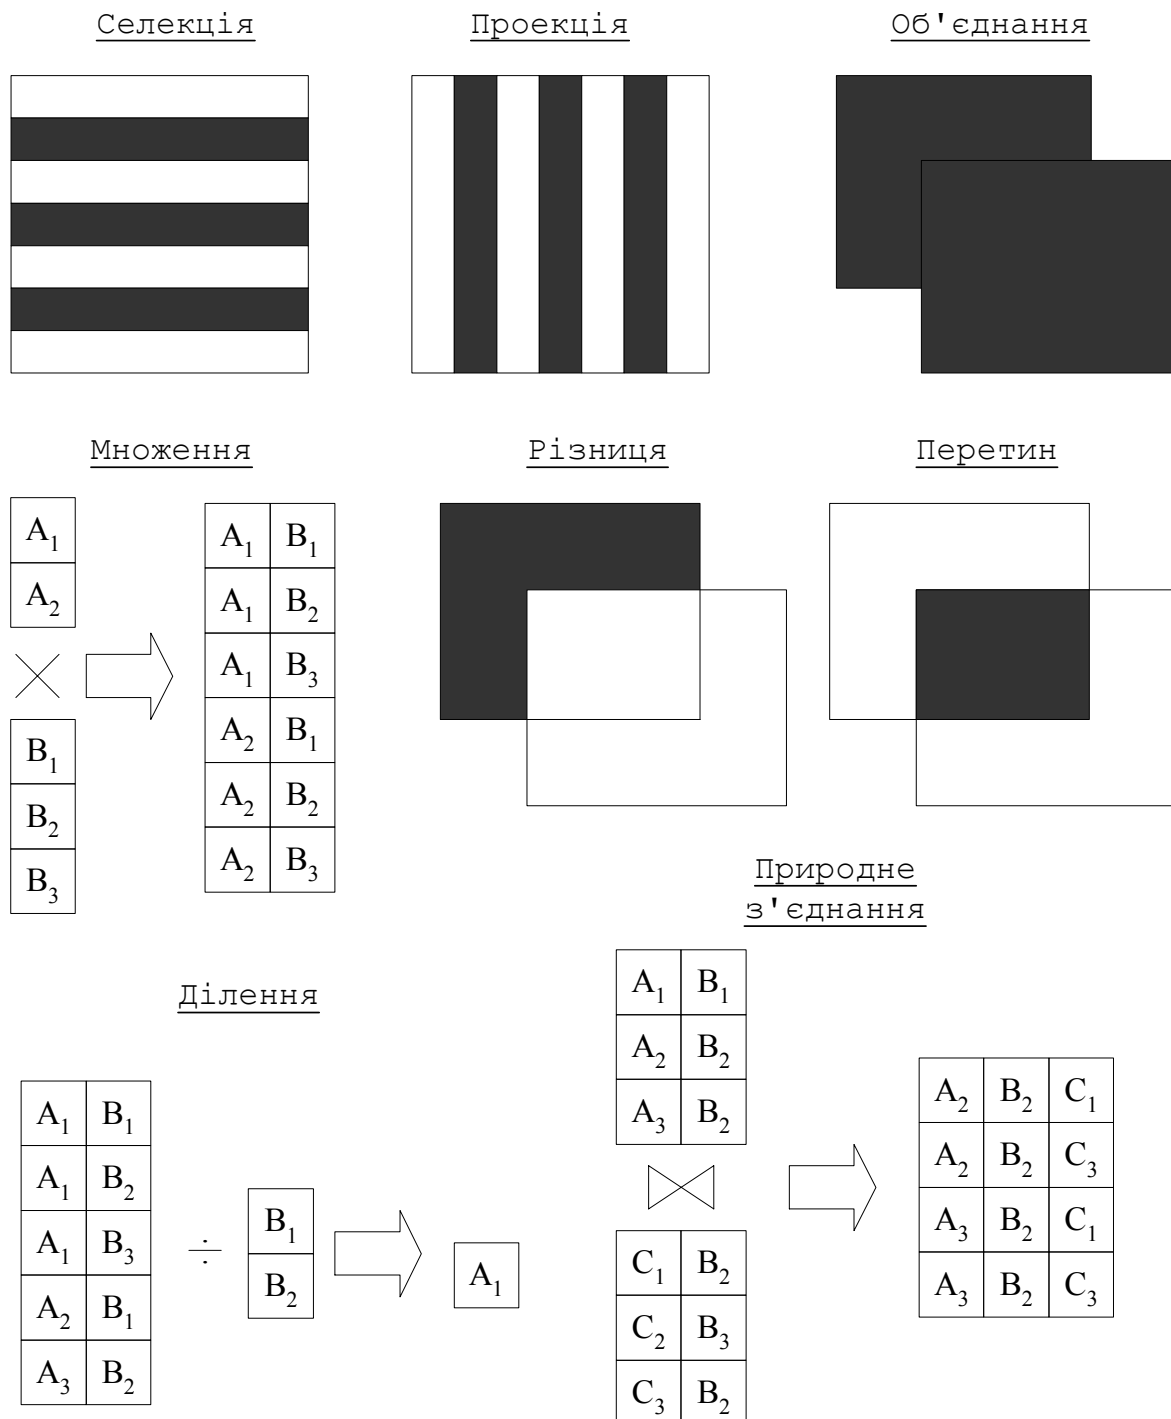 Селекція
Проекція
Об'єднання
Множення
Різниця
Перетин
A₁
A₂
B₁
B₂
B₃
A₁ B₁
A₁ B₂
A₁ B₃
A₂ B₁
A₂ B₂
A₂ B₃
Природне
з'єднання
Ділення
A₁ B₁
A₁ B₂
A₁ B₃
A₂ B₁
A₃ B₂
÷
B₁
B₂
A₁
A₁ B₁
A₂ B₂
A₃ B₂
C₁ B₂
C₂ B₃
C₃ B₂
A₂ B₂ C₁
A₂ B₂ C₃
A₃ B₂ C₁
A₃ B₂ C₃